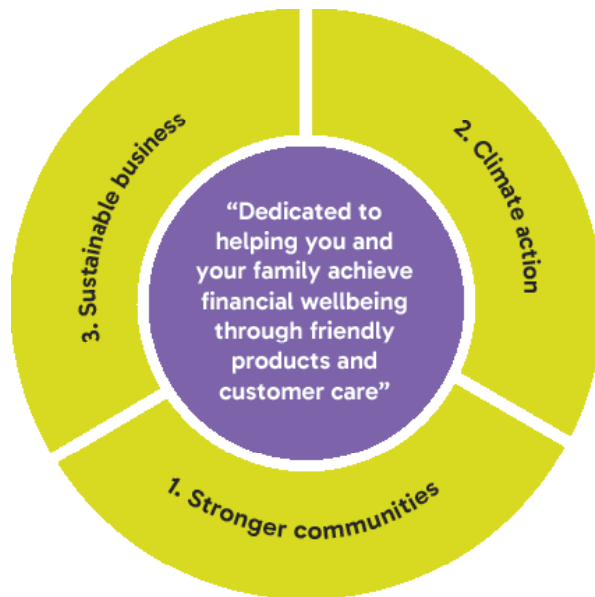 “Dedicated to
helping you and
your family achieve
financial wellbeing
through friendly
products and
customer care”
1. Stronger communities
2. Climate action
3. Sustainable business